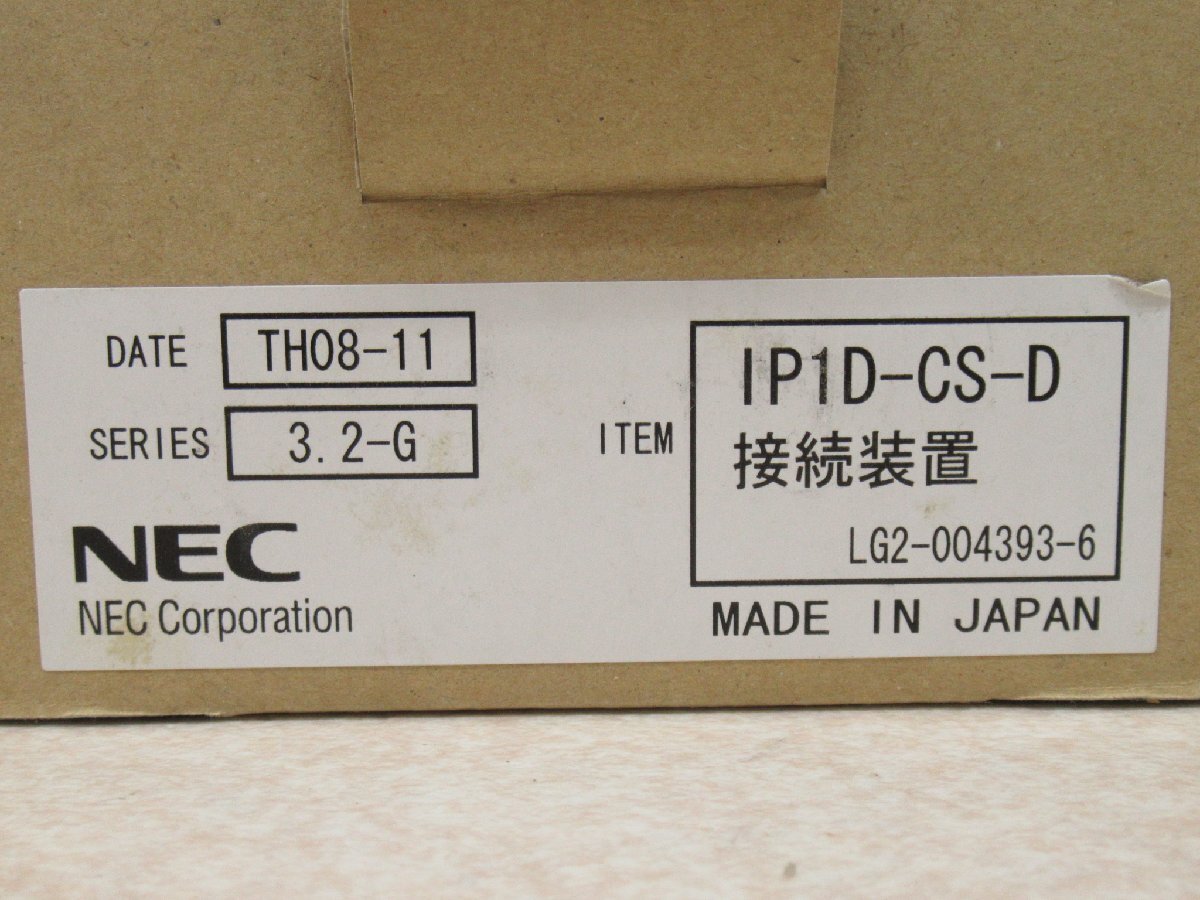 DATE TH08-11
SERIES 3.2-G
ITEM
IP1D-CS-D
接続装置
LG2-004393-6
NEC
NEC Corporation
MADE IN JAPAN